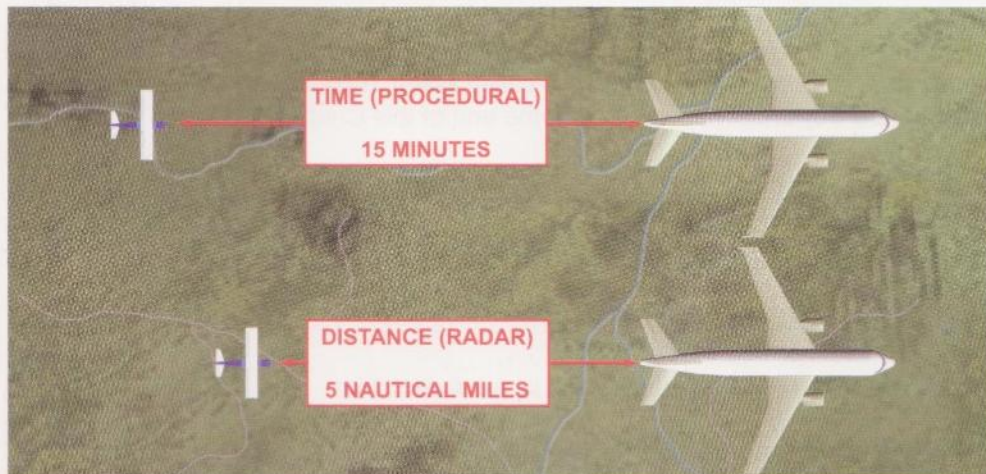 TIME (PROCEDURAL)
15 MINUTES
DISTANCE (RADAR)
5 NAUTICAL MILES